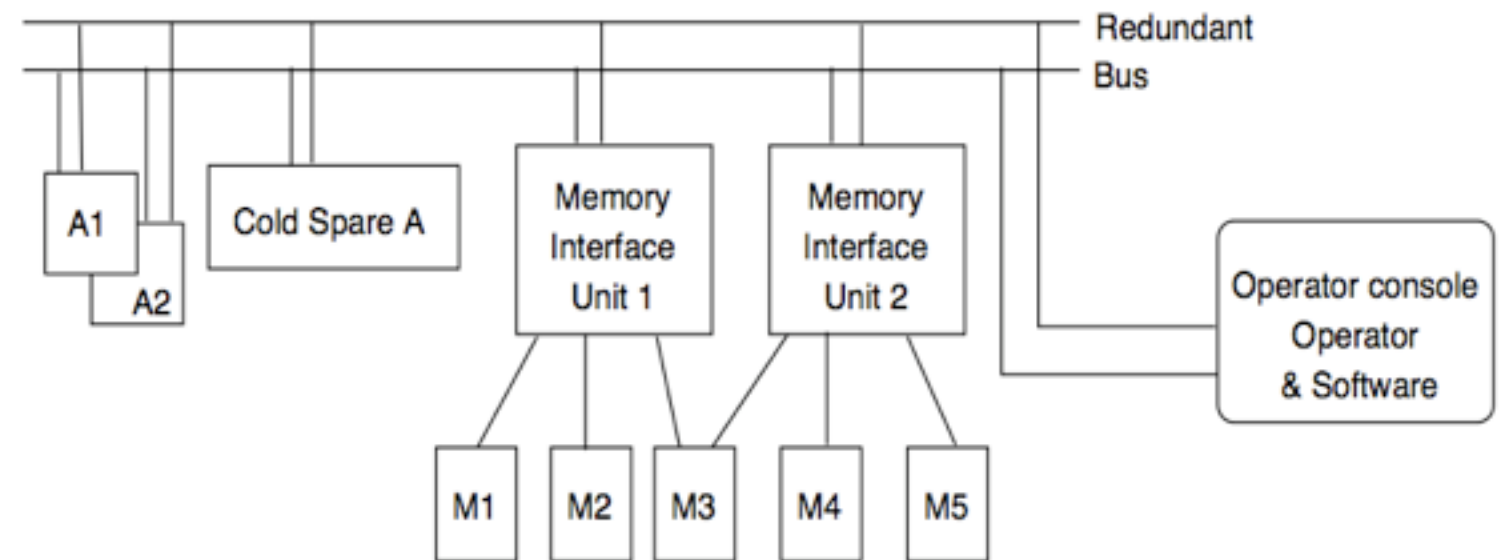 Redundant
Bus
A1
A2
Cold Spare A
Memory
Interface
Unit 1
Memory
Interface
Unit 2
Operator console
Operator
& Software
M1
M2
M3
M4
M5